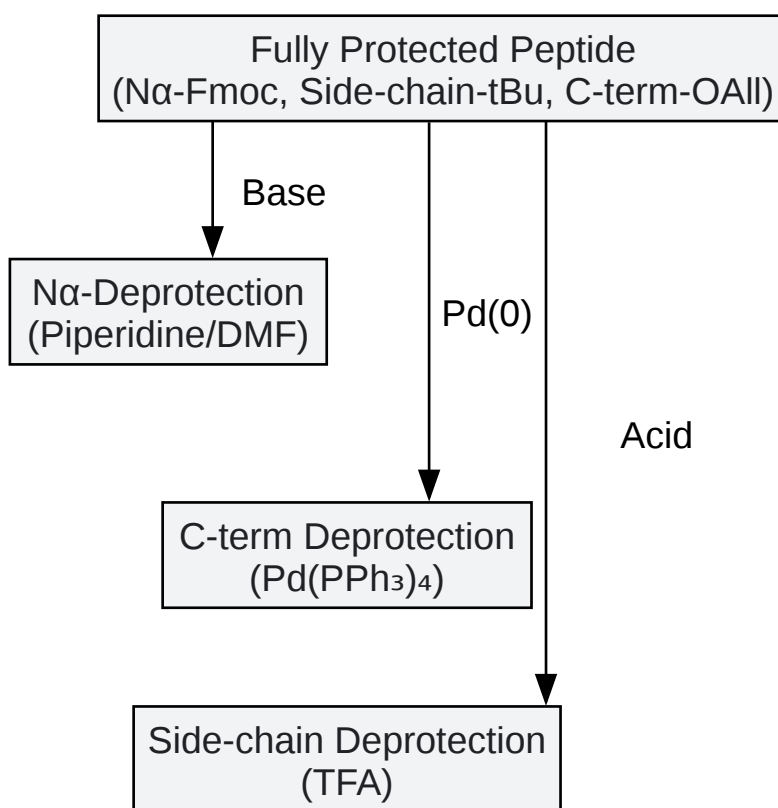 Fully Protected Peptide
(Nα-Fmoc, Side-chain-tBu, C-term-OAll)
Base
Nα-Deprotection
(Piperidine/DMF)
Pd(0)
Acid
C-term Deprotection
(Pd(PPh₃)₄)
Side-chain Deprotection
(TFA)